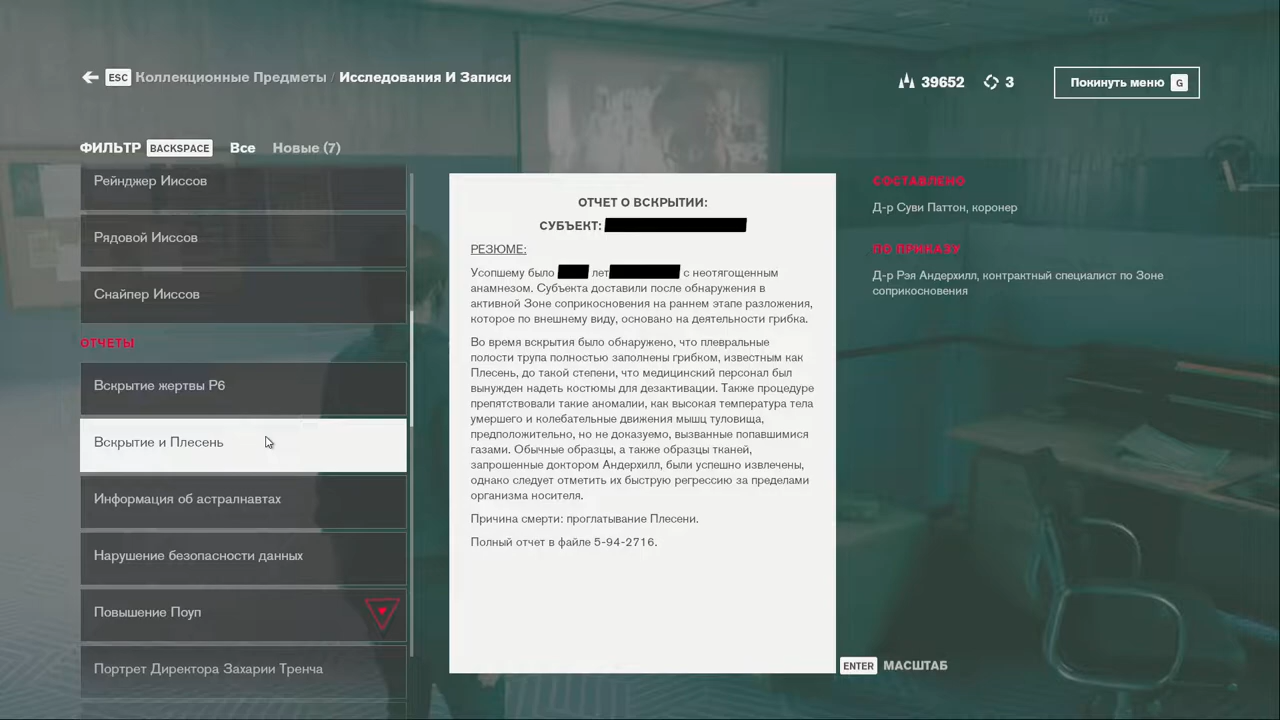 ESC Коллекционные Предметы / Исследования И Записи
39652
3
Покинуть меню G
ФИЛЬТР BACKSPACE Все Новые (7)
Рейнджер Ииссов
Рядовой Ииссов
Снайпер Ииссов
ОТЧЕТЫ
Вскрытие жертвы P6
Вскрытие и Плесень
Информация об астралнавтах
Нарушение безопасности данных
Повышение Поуп
Портрет Директора Захарии Тренча
ОТЧЕТ О ВСКРЫТИИ:
СУБЪЕКТ:
РЕЗЮМЕ:
Усопшему было лет с неотягощенным
анамнезом. Субъекта доставили после обнаружения в
активной Зоне соприкосновения на раннем этапе разложения,
которое по внешнему виду, основано на деятельности грибка.
Во время вскрытия было обнаружено, что плевральные
полости трупа полностью заполнены грибком, известным как
Плесень, до такой степени, что медицинский персонал был
вынужден надеть костюмы для дезактивации. Также процедуре
препятствовали такие аномалии, как высокая температура тела
умершего и колебательные движения мышц туловища,
предположительно, но не доказуемо, вызванные попавшимися
газами. Обычные образцы, а также образцы тканей,
запрошенные доктором Андерхилл, были успешно извлечены,
однако следует отметить их быструю регрессию за пределами
организма носителя.
Причина смерти: проглатывание Плесени.
Полный отчет в файле 5-94-2716.
СОСТАВЛЕНО
Д-р Суви Паттон, коронер
ПО ПРИКАЗУ
Д-р Рэя Андерхилл, контрактный специалист по Зоне
соприкосновения
ENTER МАСШТАБ